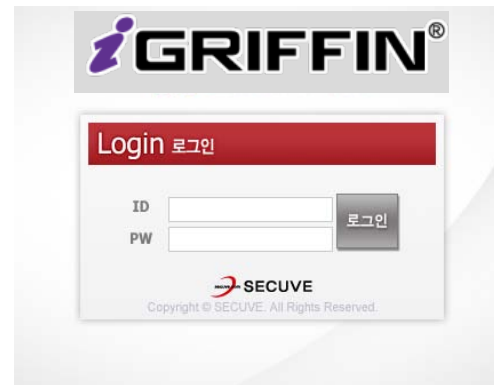 iGRIFFIN®
Login 로그인
ID
로그인
PW
SECUVE
Copyright © SECUVE. All Rights Reserved.